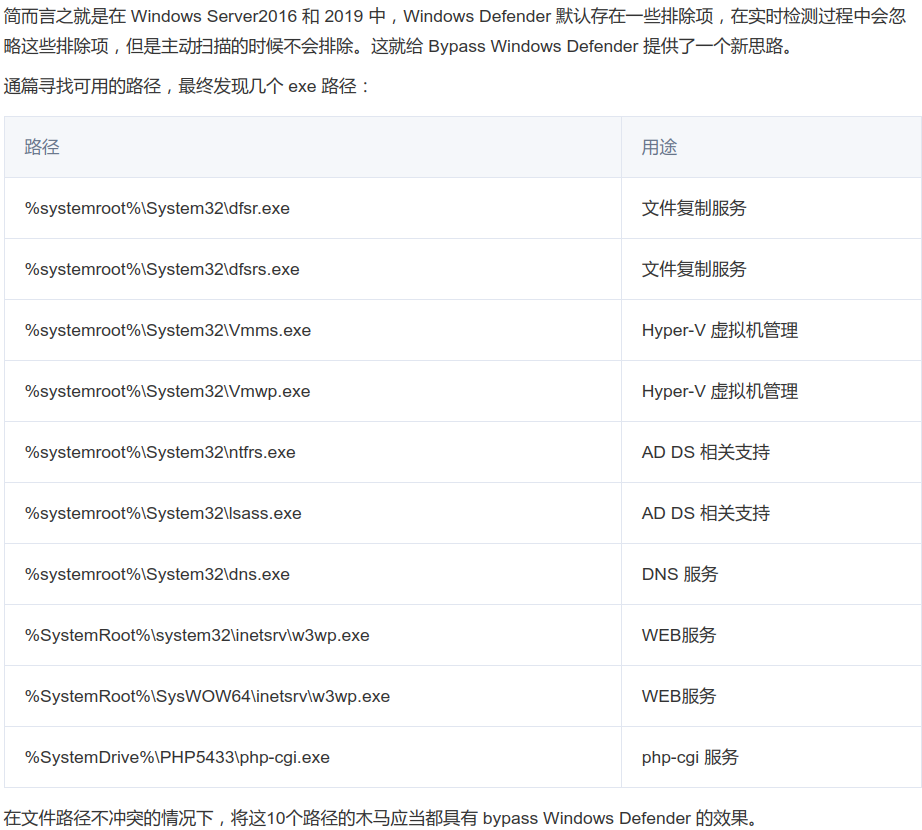 简而言之就是在 Windows Server2016 和 2019 中，Windows Defender 默认存在一些排除项，在实时检测过程中会忽
略这些排除项，但是主动扫描的时候不会排除。这就给 Bypass Windows Defender 提供了一个新思路。
通篇寻找可用的路径，最终发现几个 exe 路径：
路径 用途
%systemroot%\System32\dfsr.exe 文件复制服务
%systemroot%\System32\dfsrs.exe 文件复制服务
%systemroot%\System32\Vmms.exe Hyper-V 虚拟机管理
%systemroot%\System32\Vmwp.exe Hyper-V 虚拟机管理
%systemroot%\System32\ntfrs.exe AD DS 相关支持
%systemroot%\System32\lsass.exe AD DS 相关支持
%systemroot%\System32\dns.exe DNS 服务
%SystemRoot%\system32\inetsrv\w3wp.exe WEB服务
%SystemRoot%\SysWOW64\inetsrv\w3wp.exe WEB服务
%SystemDrive%\PHP5433\php-cgi.exe php-cgi 服务
在文件路径不冲突的情况下，将这10个路径的木马应当都具有 bypass Windows Defender 的效果。